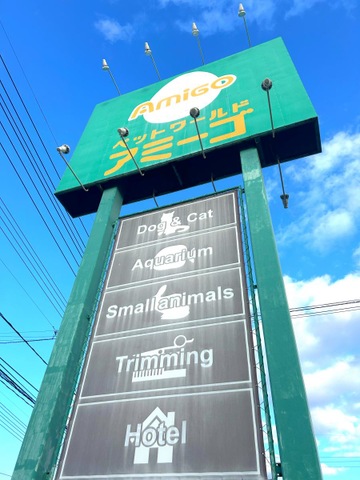 AMiGO
ペットワールド
アミーゴ
Dog & Cat
Aquarium
Small animals
Trimming
Hotel